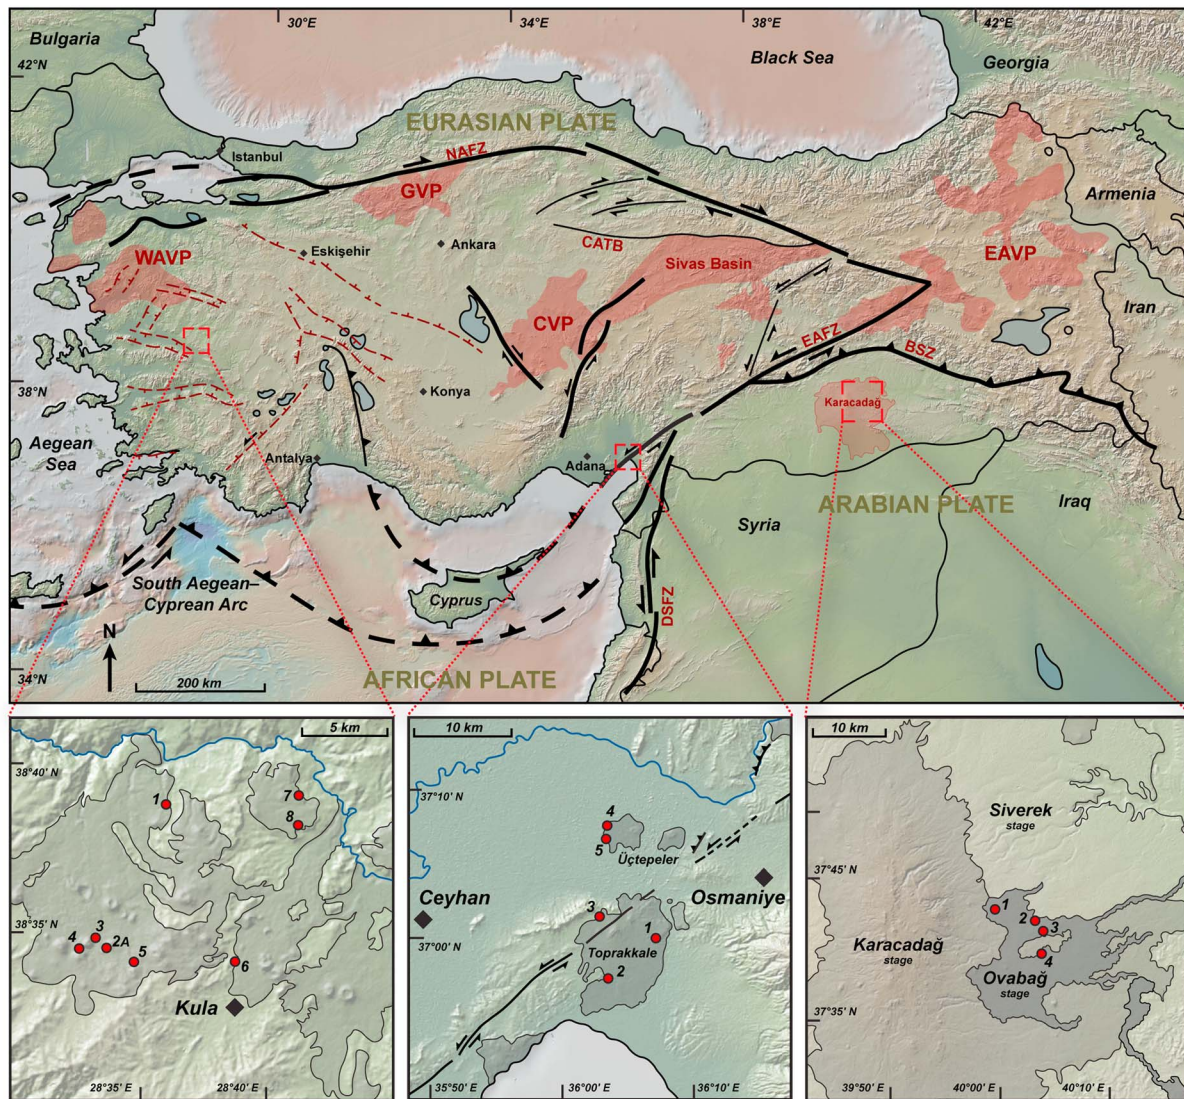 30°E
34°E
38°E
42°E
Bulgaria
Black Sea
Georgia
42°N
EURASIAN PLATE
NAFZ
Istanbul
GVP
Armenia
Ankara
CATB
Eskişehir
WAVP
Sivas Basin
EAVP
Iran
CVP
EAFZ
BSZ
38°N
Konya
Karacadağ
Aegean
Sea
Antalya
Adana
ARABIAN PLATE
Iraq
Syria
South Aegean–
Cyprean Arc
Cyprus
DSFZ
N
AFRICAN PLATE
34°N
200 km
5 km
38°40' N
1
7
8
38°35' N
4
3
2A
5
6
Kula
28°35' E
28°40' E
10 km
37°10' N
4
5
Üçtepeler
Ceyhan
Osmaniye
3
1
37°00' N
Toprakkale
2
35°50' E
36°00' E
36°10' E
10 km
Siverek
stage
37°45' N
1
2
3
Karacadağ
stage
4
Ovabağ
stage
37°35' N
39°50' E
40°00' E
40°10' E